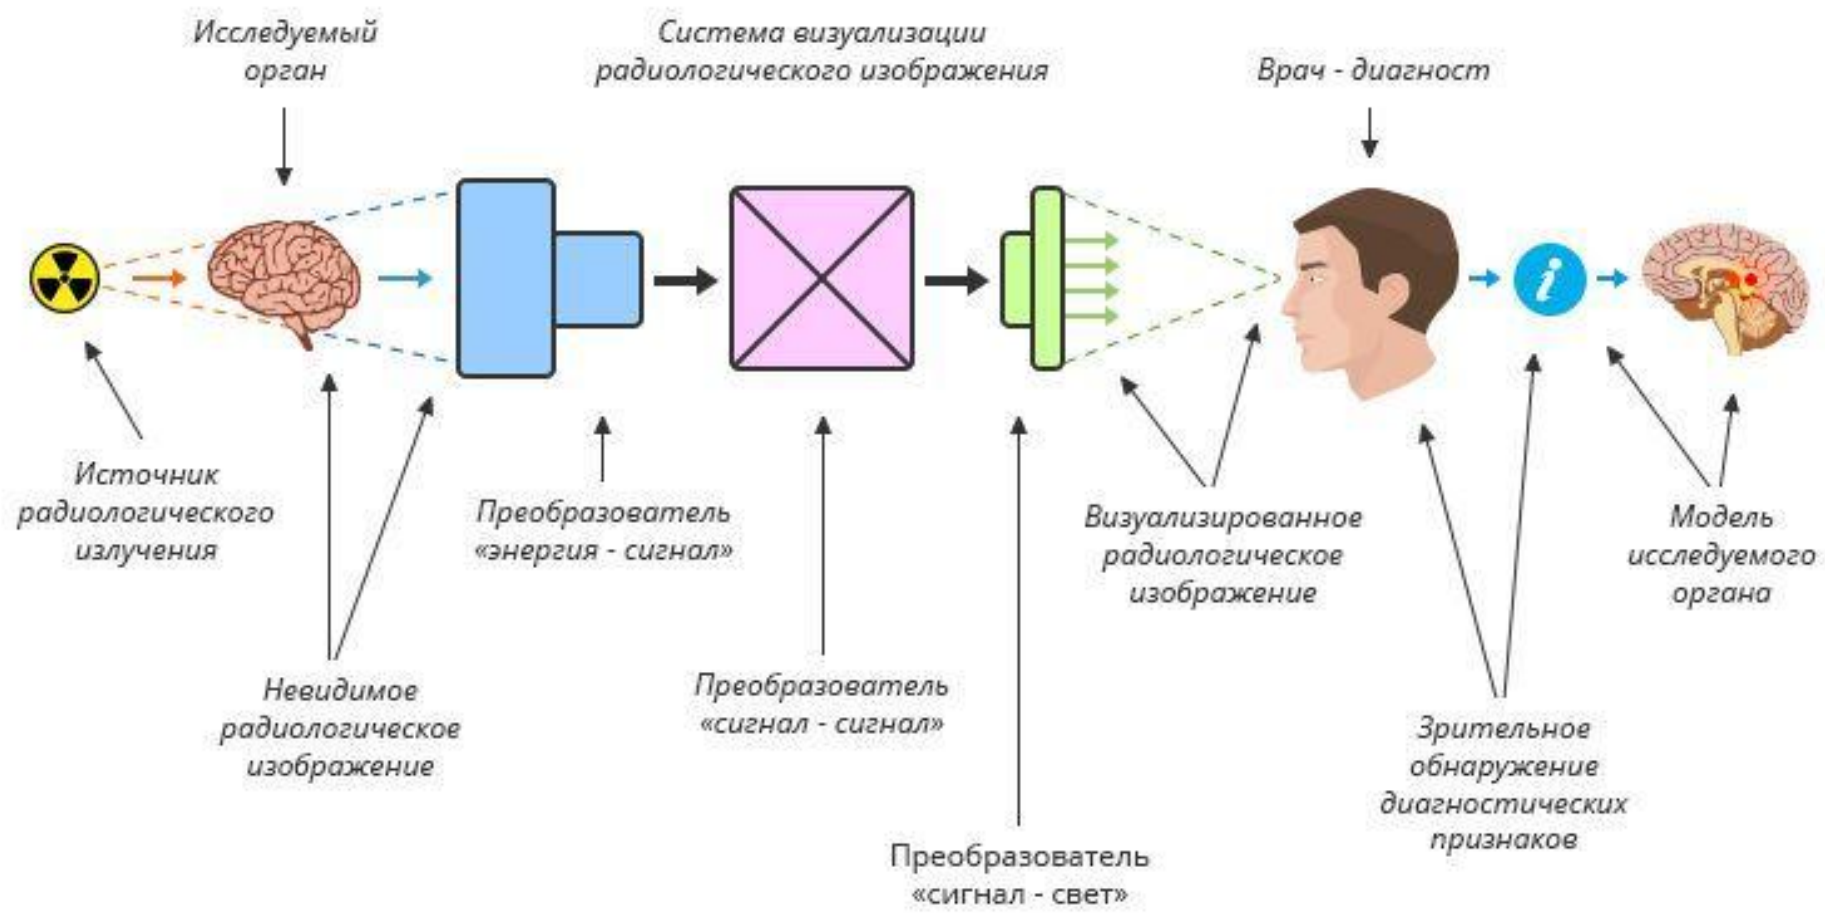 Исследуемый
орган
Система визуализации
радиологического изображения
Врач - диагност
Источник
радиологического
излучения
Невидимое
радиологическое
изображение
Преобразователь
«энергия - сигнал»
Преобразователь
«сигнал - сигнал»
Преобразователь
«сигнал - свет»
Визуализированное
радиологическое
изображение
Зрительное
обнаружение
диагностических
признаков
Модель
исследуемого
органа
i